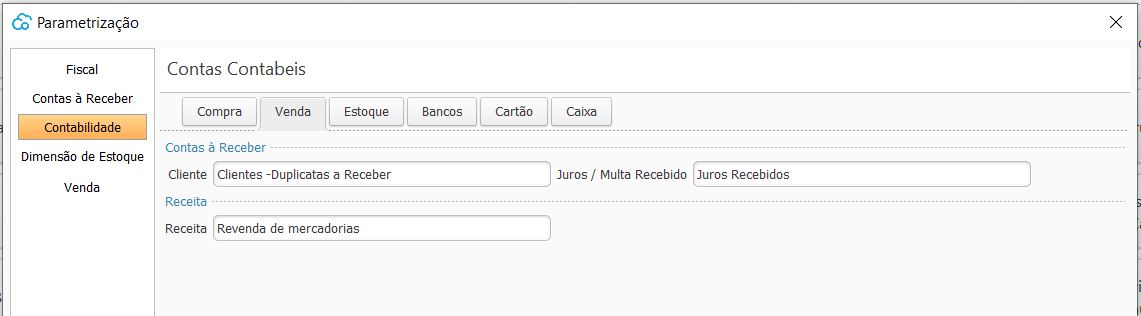 Parametrização
Fiscal
Contas à Receber
Contabilidade
Dimensão de Estoque
Venda
Contas Contabeis
Compra Venda Estoque Bancos Cartão Caixa
Contas à Receber
Cliente Clientes -Duplicatas a Receber Juros / Multa Recebido Juros Recebidos
Receita
Receita Revenda de mercadorias